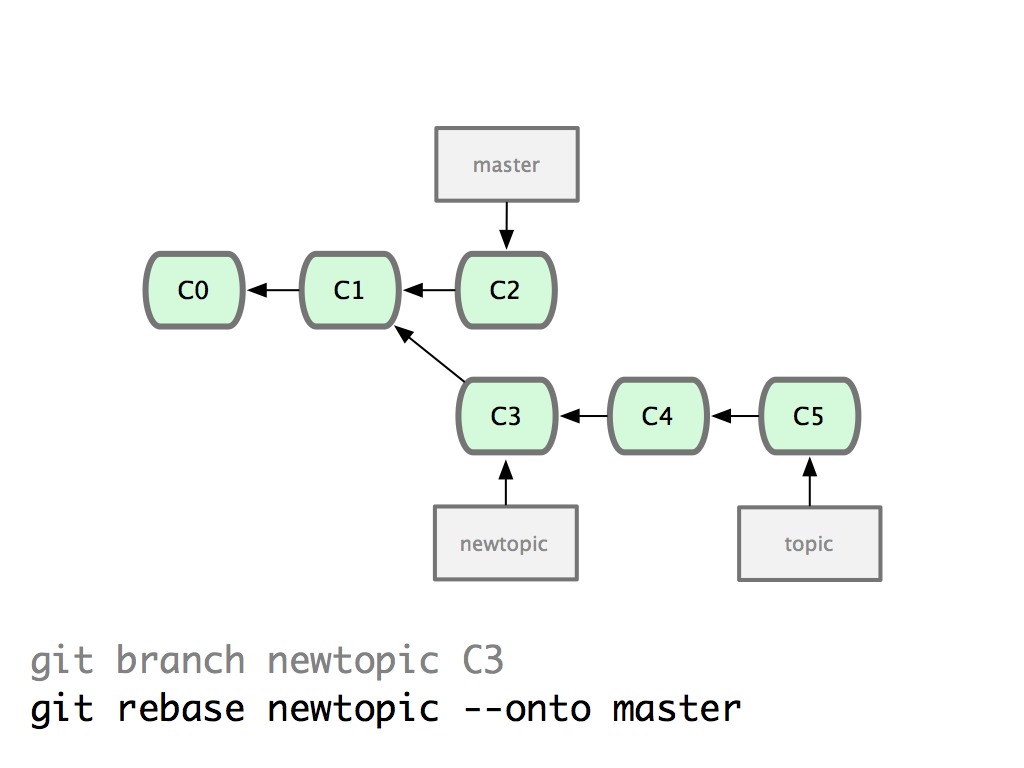 master
C0
C1
C2
C3
C4
C5
newtopic
topic
git branch newtopic C3
git rebase newtopic --onto master